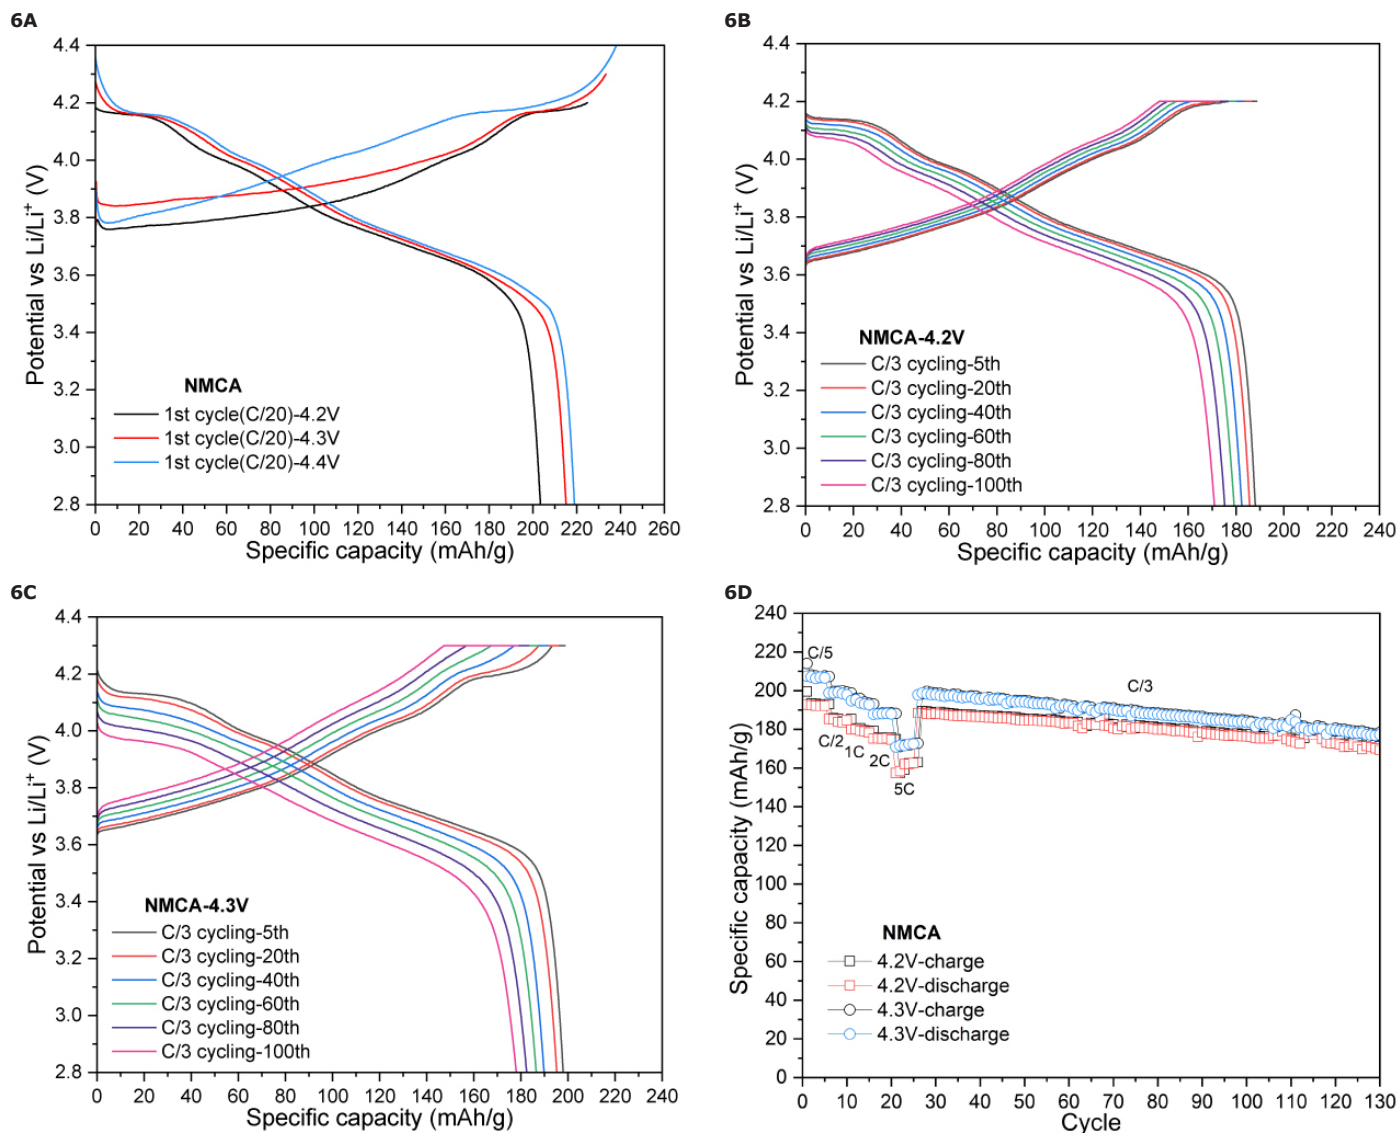 6A
4.4
4.2
4.0
3.8
3.6
3.4
3.2
3.0
2.8
Potential vs Li/Li⁺ (V)
NMCA
1st cycle(C/20)-4.2V
1st cycle(C/20)-4.3V
1st cycle(C/20)-4.4V
0 20 40 60 80 100 120 140 160 180 200 220 240 260
Specific capacity (mAh/g)
6B
4.4
4.2
4.0
3.8
3.6
3.4
3.2
3.0
2.8
Potential vs Li/Li⁺ (V)
NMCA-4.2V
C/3 cycling-5th
C/3 cycling-20th
C/3 cycling-40th
C/3 cycling-60th
C/3 cycling-80th
C/3 cycling-100th
0 20 40 60 80 100 120 140 160 180 200 220 240
Specific capacity (mAh/g)
6C
4.4
4.2
4.0
3.8
3.6
3.4
3.2
3.0
2.8
Potential vs Li/Li⁺ (V)
NMCA-4.3V
C/3 cycling-5th
C/3 cycling-20th
C/3 cycling-40th
C/3 cycling-60th
C/3 cycling-80th
C/3 cycling-100th
0 20 40 60 80 100 120 140 160 180 200 220 240
Specific capacity (mAh/g)
6D
240
220
200
180
160
140
120
100
80
60
40
20
0
Specific capacity (mAh/g)
C/5
C/2
1C
2C
5C
C/3
NMCA
4.2V-charge
4.2V-discharge
4.3V-charge
4.3V-discharge
0 10 20 30 40 50 60 70 80 90 100 110 120 130
Cycle